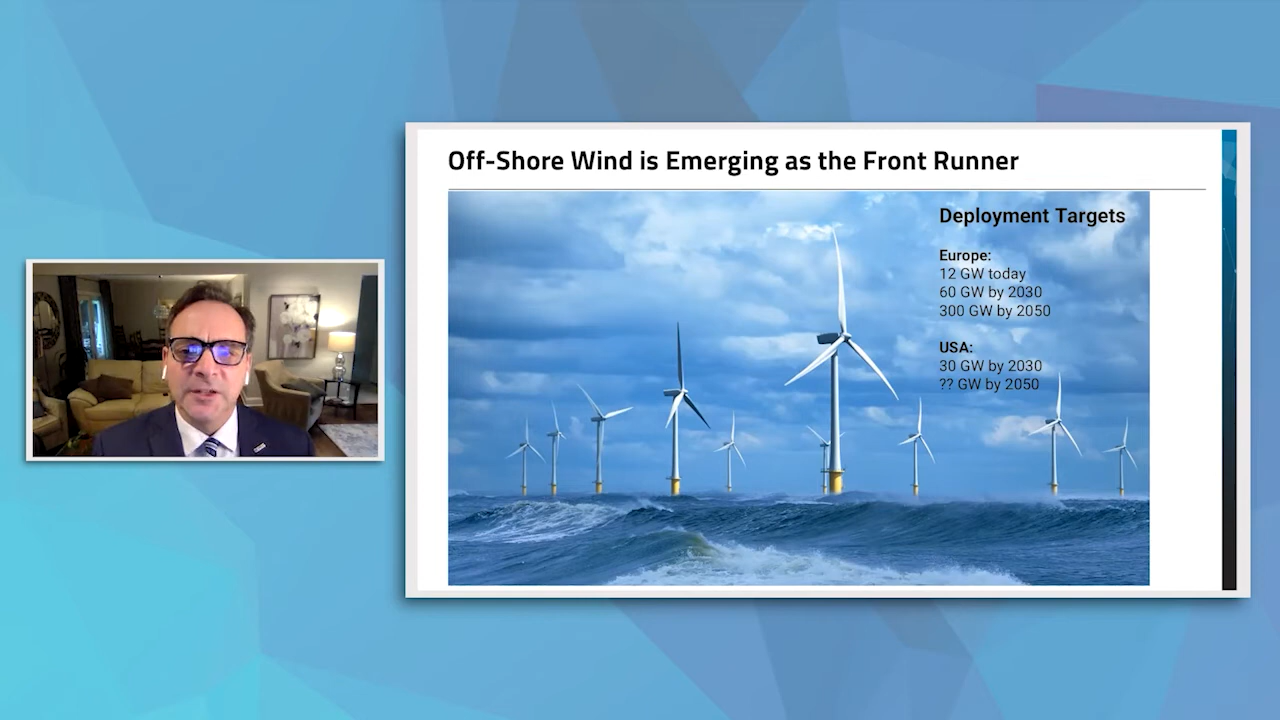 Off-Shore Wind is Emerging as the Front Runner
Deployment Targets
Europe:
12 GW today
60 GW by 2030
300 GW by 2050
USA:
30 GW by 2030
?? GW by 2050